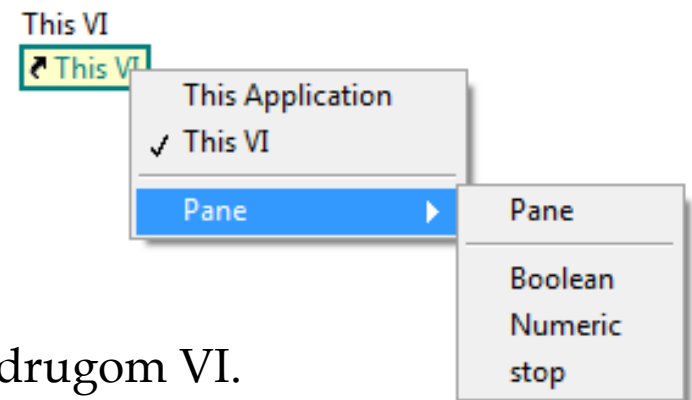 This VI
This VI
This Application
This VI
Pane
Pane
Boolean
Numeric
stop
drugom VI.